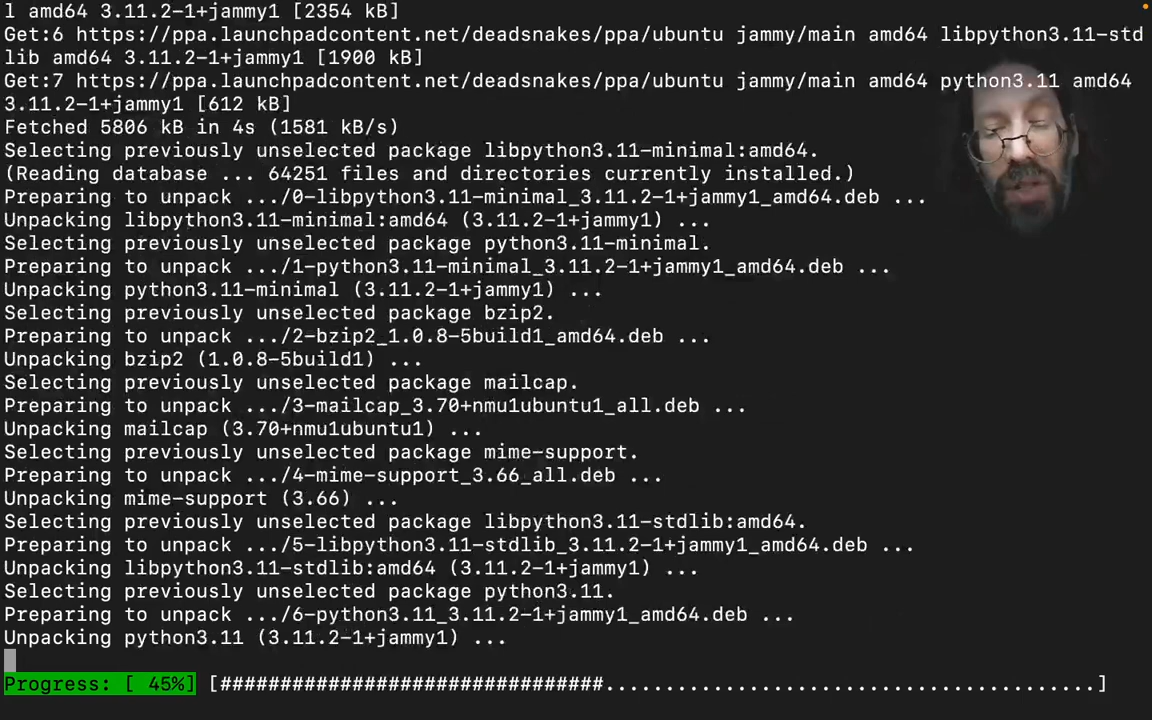 l amd64 3.11.2-1+jammy1 [2354 kB]
Get:6 https://ppa.launchpadcontent.net/deadsnakes/ppa/ubuntu jammy/main amd64 libpython3.11-std
lib amd64 3.11.2-1+jammy1 [1900 kB]
Get:7 https://ppa.launchpadcontent.net/deadsnakes/ppa/ubuntu jammy/main amd64 python3.11 amd64
3.11.2-1+jammy1 [612 kB]
Fetched 5806 kB in 4s (1581 kB/s)
Selecting previously unselected package libpython3.11-minimal:amd64.
(Reading database ... 64251 files and directories currently installed.)
Preparing to unpack .../0-libpython3.11-minimal_3.11.2-1+jammy1_amd64.deb ...
Unpacking libpython3.11-minimal:amd64 (3.11.2-1+jammy1) ...
Selecting previously unselected package python3.11-minimal.
Preparing to unpack .../1-python3.11-minimal_3.11.2-1+jammy1_amd64.deb ...
Unpacking python3.11-minimal (3.11.2-1+jammy1) ...
Selecting previously unselected package bzip2.
Preparing to unpack .../2-bzip2_1.0.8-5build1_amd64.deb ...
Unpacking bzip2 (1.0.8-5build1) ...
Selecting previously unselected package mailcap.
Preparing to unpack .../3-mailcap_3.70+nmu1ubuntu1_all.deb ...
Unpacking mailcap (3.70+nmu1ubuntu1) ...
Selecting previously unselected package mime-support.
Preparing to unpack .../4-mime-support_3.66_all.deb ...
Unpacking mime-support (3.66) ...
Selecting previously unselected package libpython3.11-stdlib:amd64.
Preparing to unpack .../5-libpython3.11-stdlib_3.11.2-1+jammy1_amd64.deb ...
Unpacking libpython3.11-stdlib:amd64 (3.11.2-1+jammy1) ...
Selecting previously unselected package python3.11.
Preparing to unpack .../6-python3.11_3.11.2-1+jammy1_amd64.deb ...
Unpacking python3.11 (3.11.2-1+jammy1) ...
Progress: [ 45%] [################################.........................................]